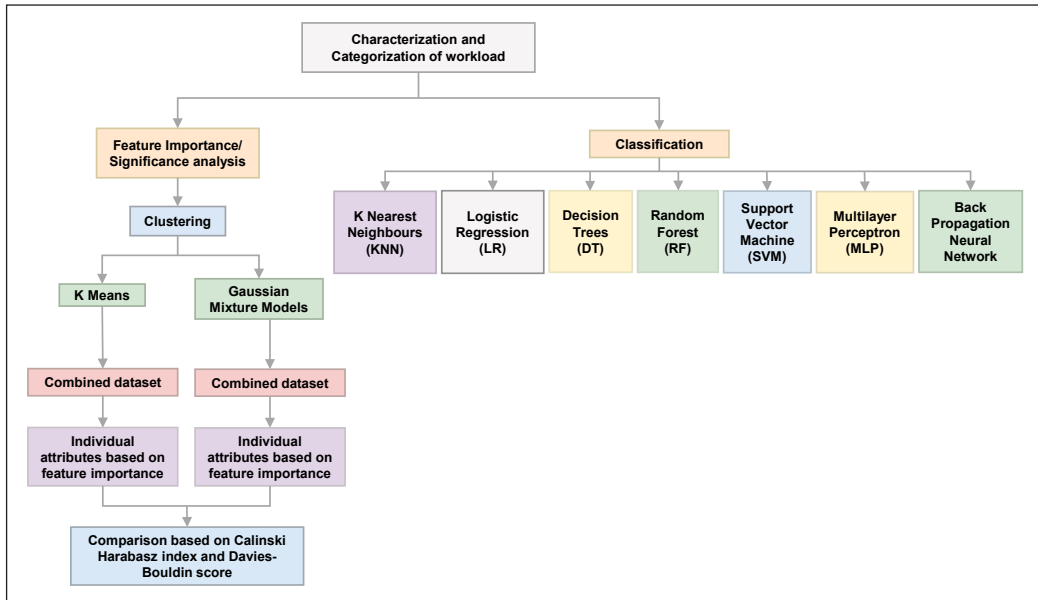 Characterization and
Categorization of workload
Feature Importance/
Significance analysis
Classification
Clustering
K Nearest
Neighbours
(KNN)
Logistic
Regression
(LR)
Decision
Trees
(DT)
Random
Forest
(RF)
Support
Vector
Machine
(SVM)
Multilayer
Perceptron
(MLP)
Back
Propagation
Neural
Network
K Means
Gaussian
Mixture Models
Combined dataset
Combined dataset
Individual
attributes based on
feature importance
Individual
attributes based on
feature importance
Comparison based on Calinski
Harabasz index and Davies-
Bouldin score